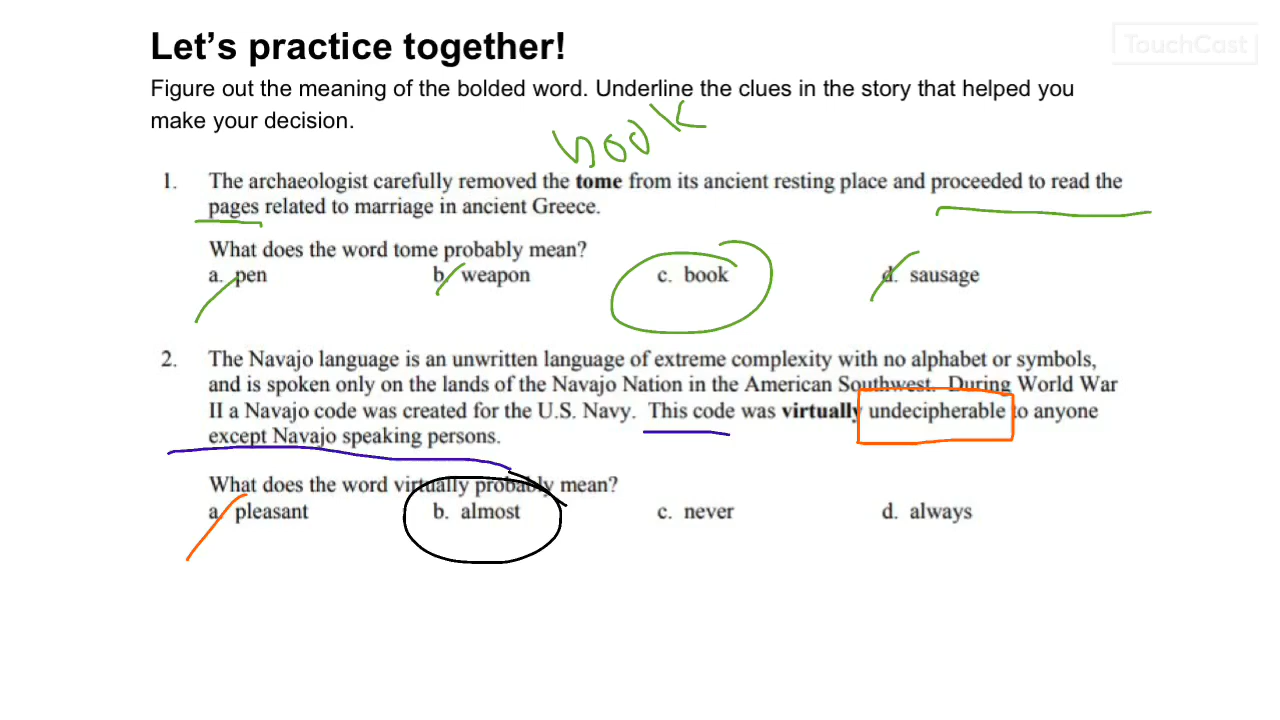 TouchCast
Let's practice together!
Figure out the meaning of the bolded word. Underline the clues in the story that helped you
make your decision.
book
1. The archaeologist carefully removed the tome from its ancient resting place and proceeded to read the
pages related to marriage in ancient Greece.
What does the word tome probably mean?
a. pen b. weapon c. book d. sausage
2. The Navajo language is an unwritten language of extreme complexity with no alphabet or symbols,
and is spoken only on the lands of the Navajo Nation in the American Southwest. During World War
II a Navajo code was created for the U.S. Navy. This code was virtually undecipherable to anyone
except Navajo speaking persons.
What does the word virtually probably mean?
a. pleasant b. almost c. never d. always